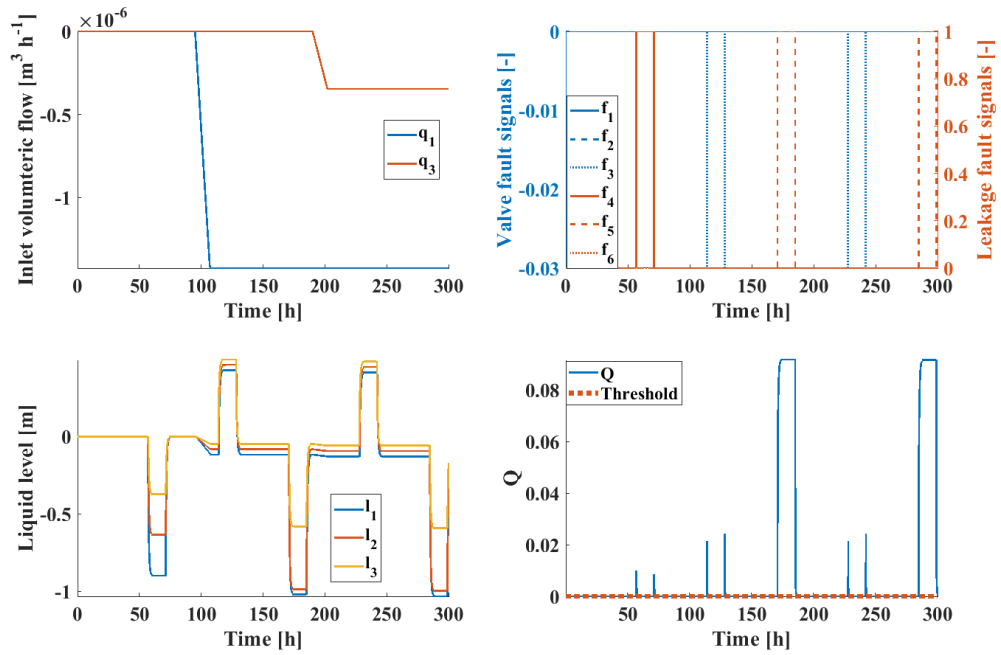 ×10⁻⁶
0
-0.5
-1
Inlet volumteric flow [m³ h⁻¹]
q₁
q₃
0 50 100 150 200 250 300
Time [h]
0
-0.01
-0.02
-0.03
Valve fault signals [-]
f₁
f₂
f₃
f₄
f₅
f₆
1
0.8
0.6
0.4
0.2
0
Leakage fault signals [-]
0 50 100 150 200 250 300
Time [h]
0
-0.5
-1
Liquid level [m]
l₁
l₂
l₃
0 50 100 150 200 250 300
Time [h]
0.08
0.06
0.04
0.02
0
Q
Q
Threshold
0 50 100 150 200 250 300
Time [h]